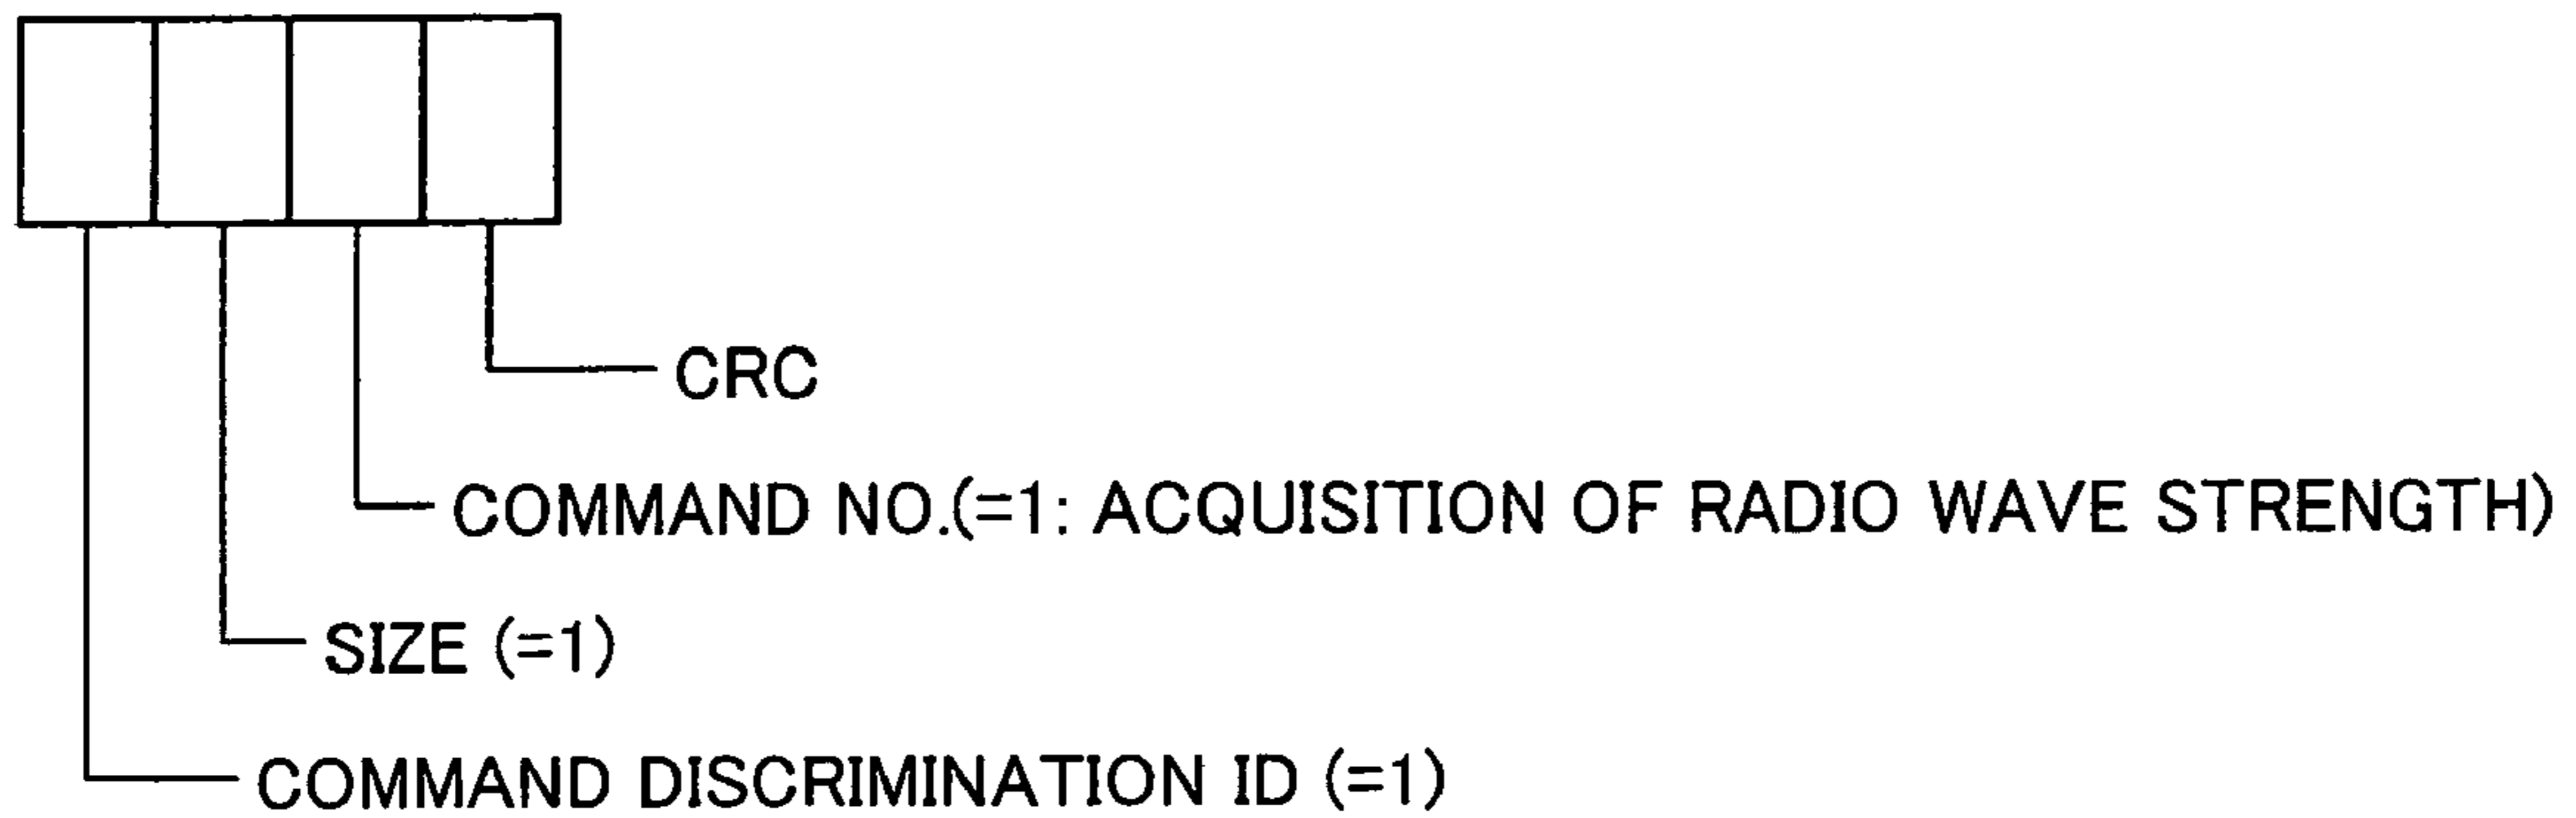 CRC
COMMAND NO.(=1: ACQUISITION OF RADIO WAVE STRENGTH)
SIZE (=1)
COMMAND DISCRIMINATION ID (=1)